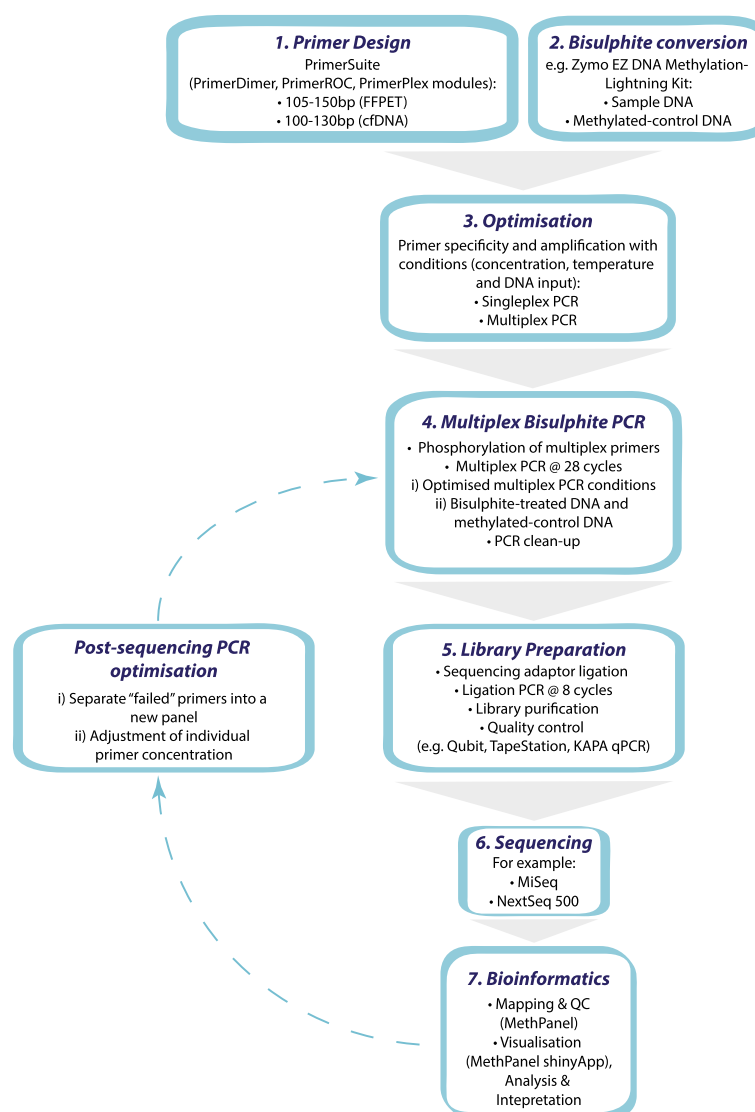 1. Primer Design
PrimerSuite
(PrimerDimer, PrimerROC, PrimerPlex modules):
• 105-150bp (FFPET)
• 100-130bp (cfDNA)
2. Bisulphite conversion
e.g. Zymo EZ DNA Methylation-
Lightning Kit:
• Sample DNA
• Methylated-control DNA
3. Optimisation
Primer specificity and amplification with
conditions (concentration, temperature
and DNA input):
• Singleplex PCR
• Multiplex PCR
4. Multiplex Bisulphite PCR
• Phosphorylation of multiplex primers
• Multiplex PCR @ 28 cycles
i) Optimised multiplex PCR conditions
ii) Bisulphite-treated DNA and
methylated-control DNA
• PCR clean-up
Post-sequencing PCR
optimisation
i) Separate “failed” primers into a
new panel
ii) Adjustment of individual
primer concentration
5. Library Preparation
• Sequencing adaptor ligation
• Ligation PCR @ 8 cycles
• Library purification
• Quality control
(e.g. Qubit, TapeStation, KAPA qPCR)
6. Sequencing
For example:
• MiSeq
• NextSeq 500
7. Bioinformatics
• Mapping & QC
(MethPanel)
• Visualisation
(MethPanel shinyApp),
Analysis &
Intepretation